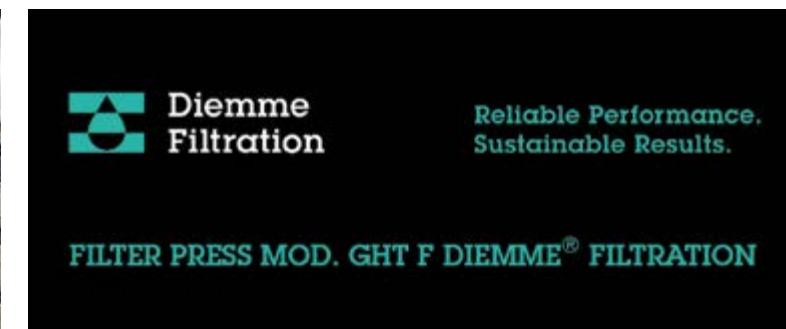 Diemme
Filtration
Reliable Performance.
Sustainable Results.
FILTER PRESS MOD. GHT F DIEMME® FILTRATION